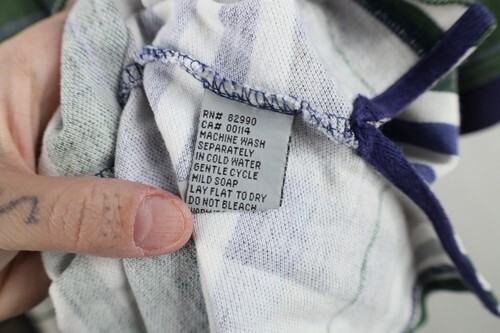 RN# 82990
CA# 00114
MACHINE WASH
SEPARATELY
IN COLD WATER
GENTLE CYCLE
MILD SOAP
LAY FLAT TO DRY
DO NOT BLEACH